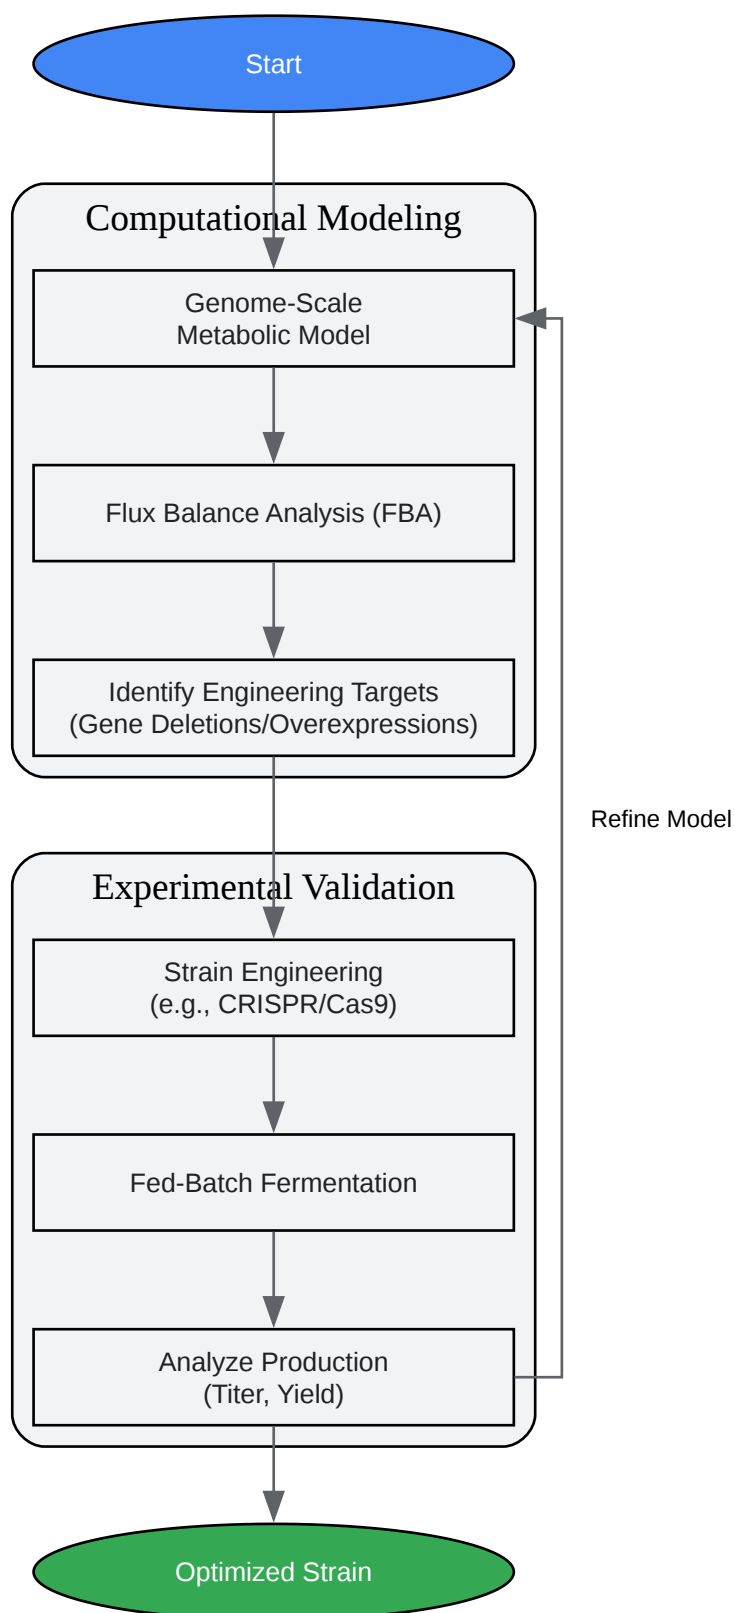 Start
Computational Modeling
Genome-Scale
Metabolic Model
Flux Balance Analysis (FBA)
Identify Engineering Targets
(Gene Deletions/Overexpressions)
Refine Model
Experimental Validation
Strain Engineering
(e.g., CRISPR/Cas9)
Fed-Batch Fermentation
Analyze Production
(Titer, Yield)
Optimized Strain